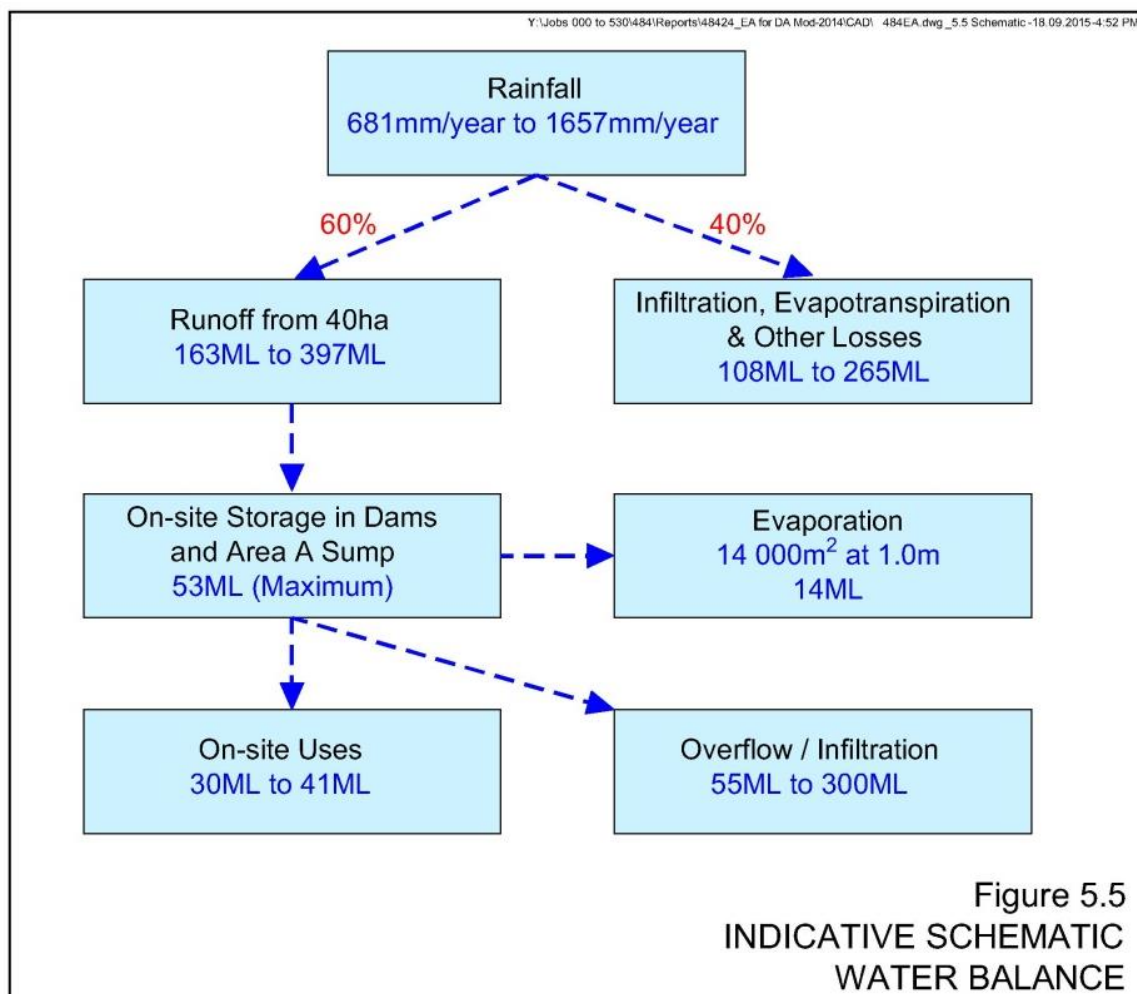 Y:\Jobs 000 to 530\484\Reports\48424_EA for DA Mod-2014\CAD\ 484EA.dwg_5.5 Schematic-18.09.2015-4:52 PM
Rainfall
681mm/year to 1657mm/year
60%
40%
Runoff from 40ha
163ML to 397ML
Infiltration, Evapotranspiration
& Other Losses
108ML to 265ML
On-site Storage in Dams
and Area A Sump
53ML (Maximum)
Evaporation
14 000m² at 1.0m
14ML
On-site Uses
30ML to 41ML
Overflow / Infiltration
55ML to 300ML
Figure 5.5
INDICATIVE SCHEMATIC
WATER BALANCE